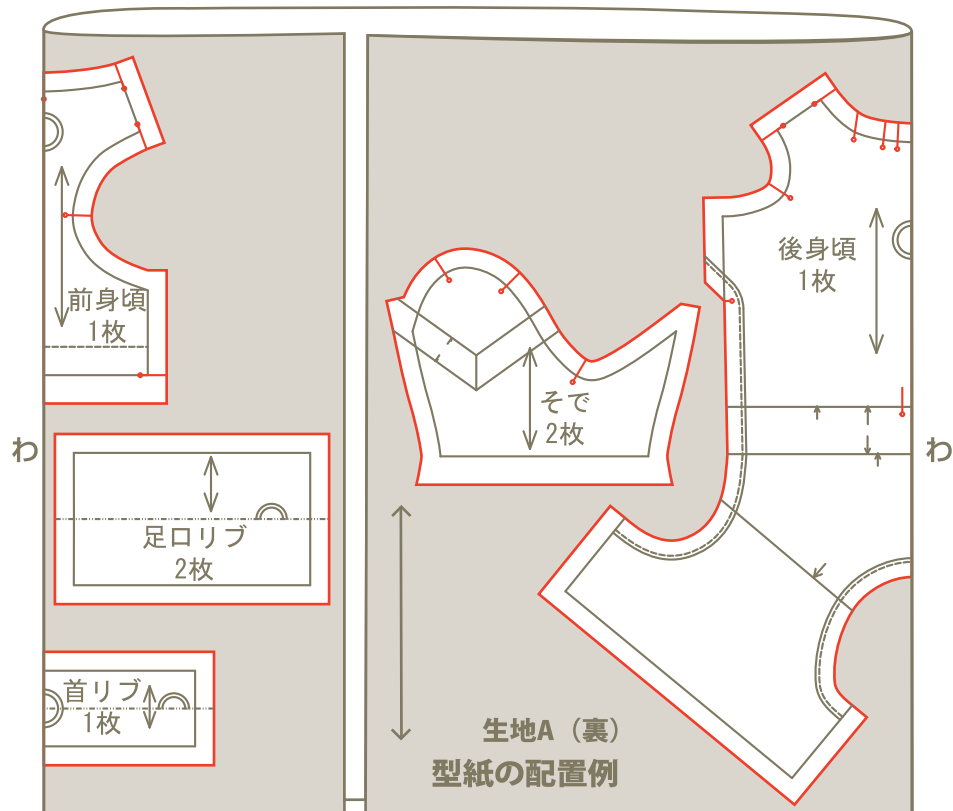 後身頃
1枚
前身頃
1枚
そで
2枚
わ
わ
足口リブ
2枚
首リブ
1枚
生地A（裏）
型紙の配置例